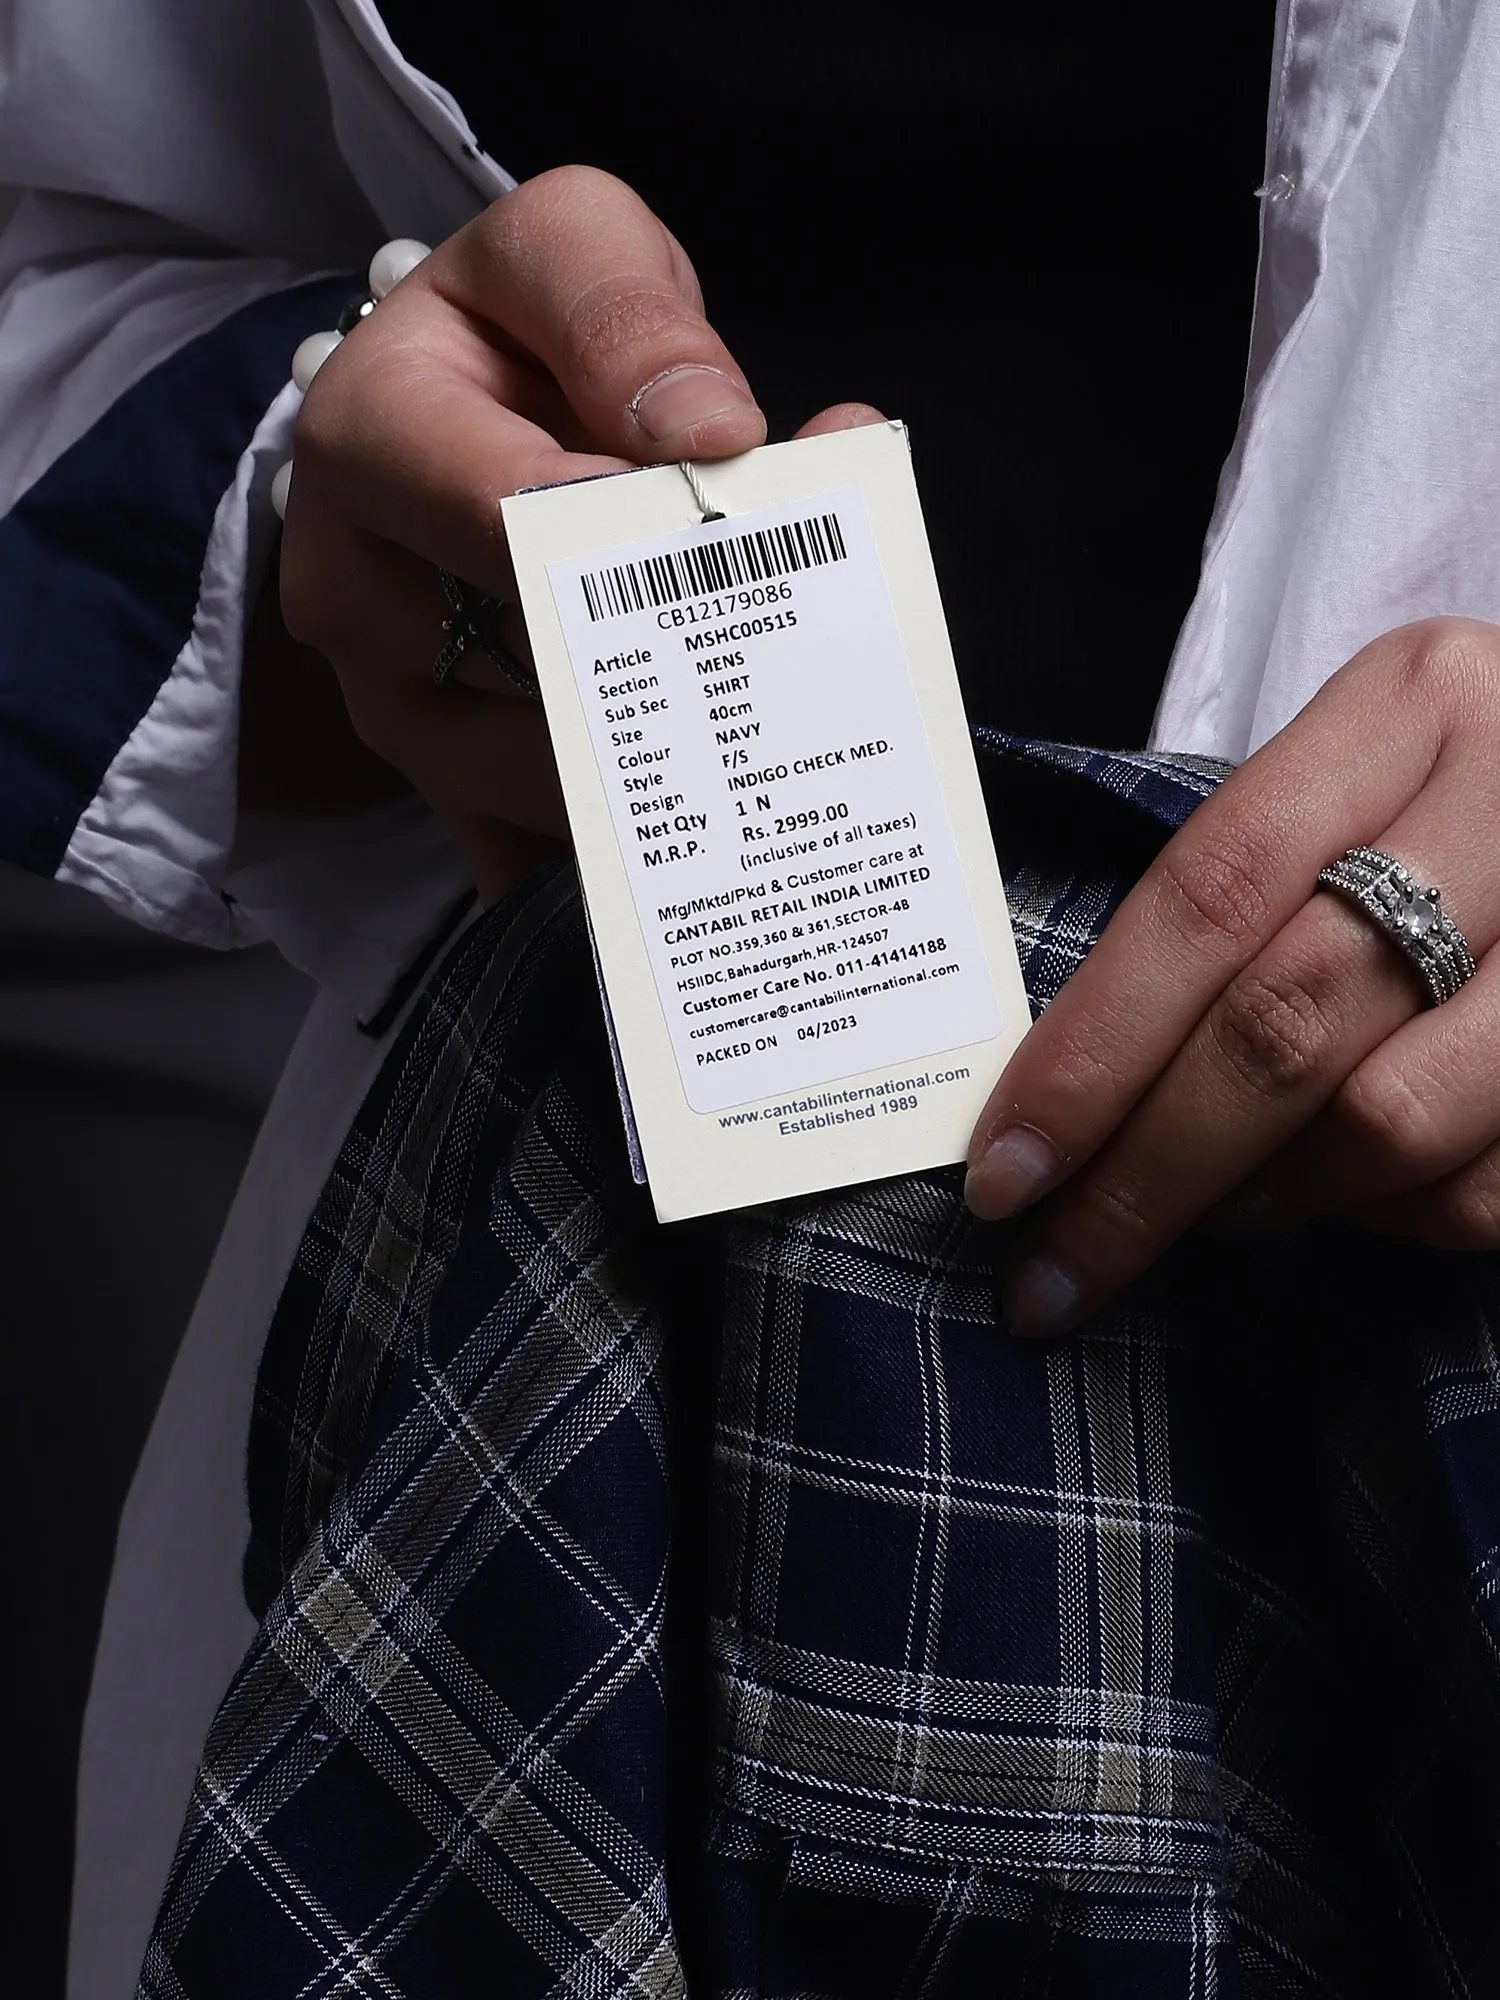 CB12179086
Article MSHC00515
Section MENS
Sub Sec SHIRT
Size 40cm
Colour NAVY
Style F/S
Design INDIGO CHECK MED.
Net Qty 1 N
M.R.P. Rs. 2999.00
(inclusive of all taxes)
Mfg/Mktd/Pkd & Customer care at
CANTABIL RETAIL INDIA LIMITED
PLOT NO.359,360 & 361,SECTOR-4B
HSIIDC,Bahadurgarh,HR-124507
Customer Care No. 011-41414188
customercare@cantabilinternational.com
PACKED ON 04/2023
www.cantabilinternational.com
Established 1989